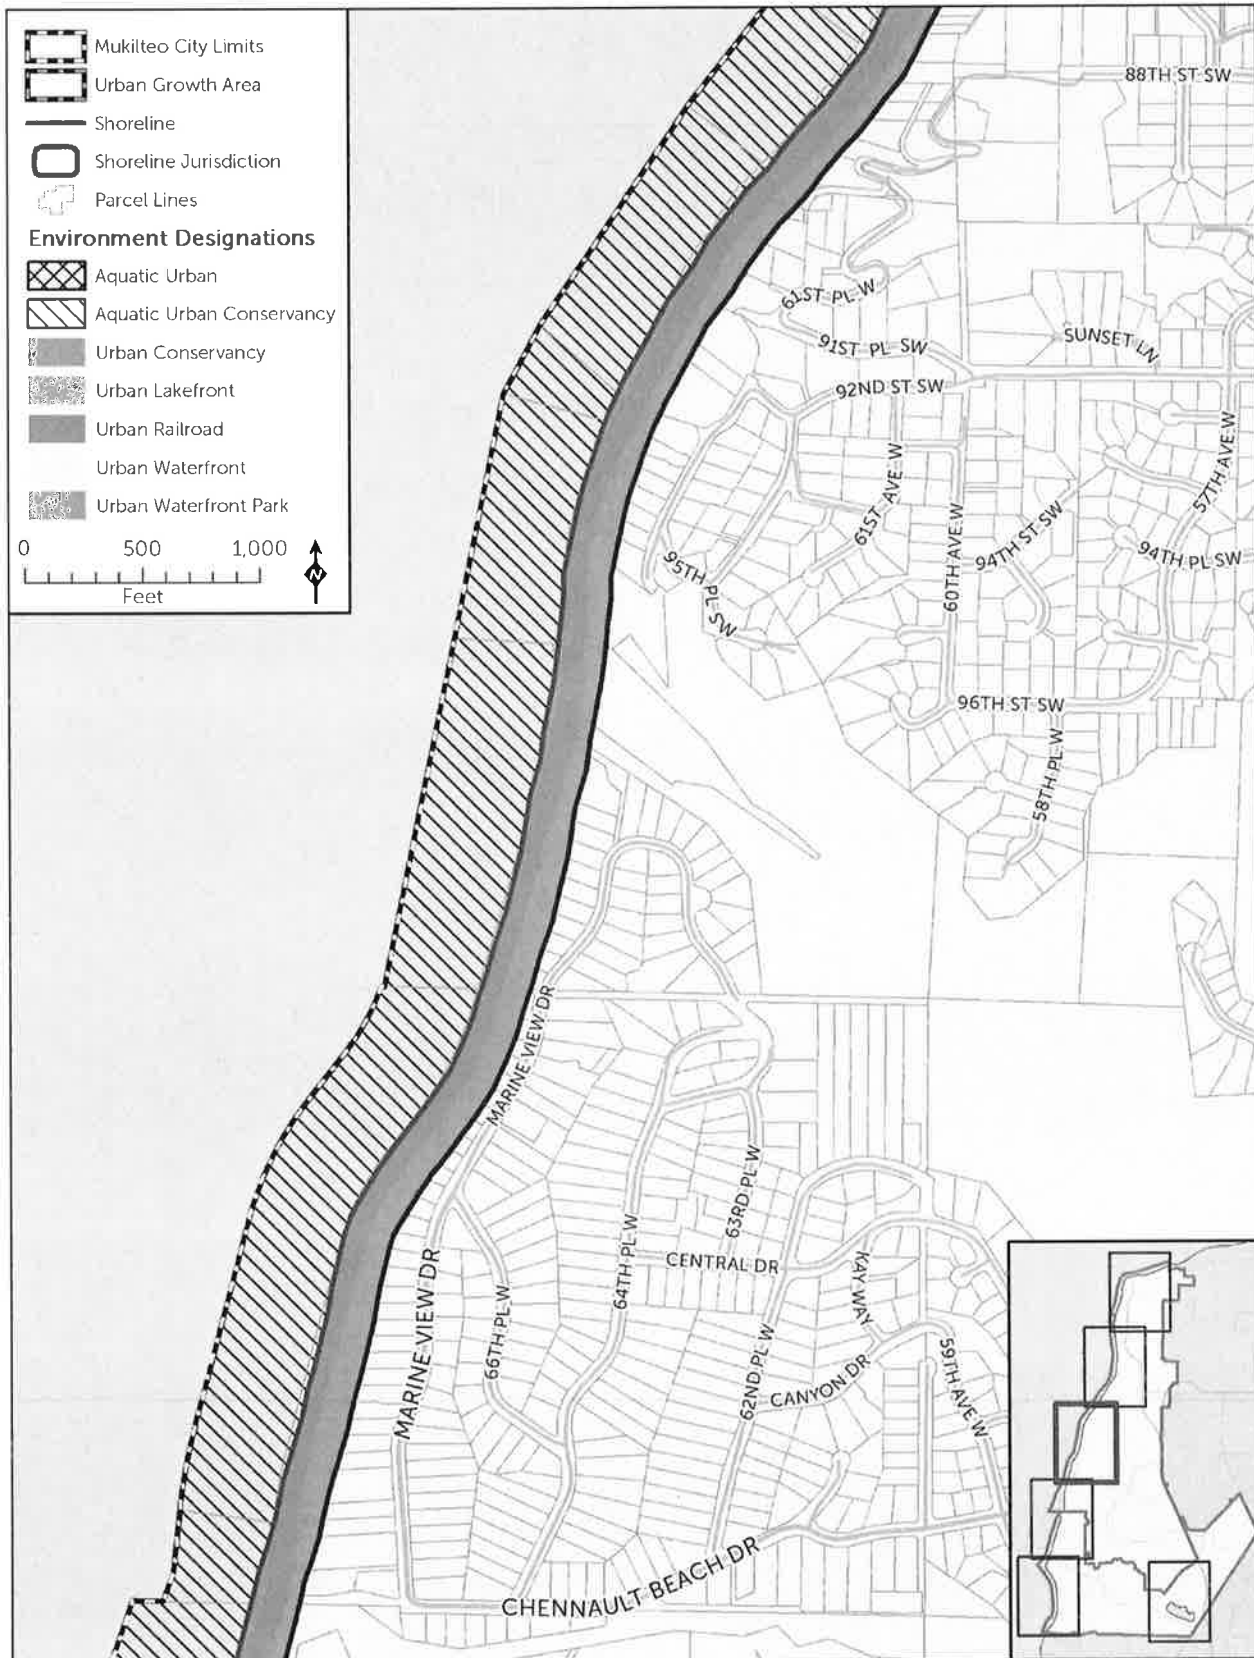 Mukilteo City Limits
Urban Growth Area
Shoreline
Shoreline Jurisdiction
Parcel Lines
Environment Designations
Aquatic Urban
Aquatic Urban Conservancy
Urban Conservancy
Urban Lakefront
Urban Railroad
Urban Waterfront
Urban Waterfront Park
0 500 1,000
Feet
N
88TH ST SW
61ST PL W
91ST PL SW
SUNSET LN
92ND ST SW
61ST AVE W
60TH AVE W
94TH ST SW
57TH AVE W
94TH PL SW
95TH PL SW
96TH ST SW
58TH PL W
MARINE VIEW DR
63RD PL W
64TH PL W
CENTRAL DR
KAY WAY
MARINE VIEW DR
66TH PL W
62ND PL W
CANYON DR
59TH AVE W
CHENNAULT BEACH DR